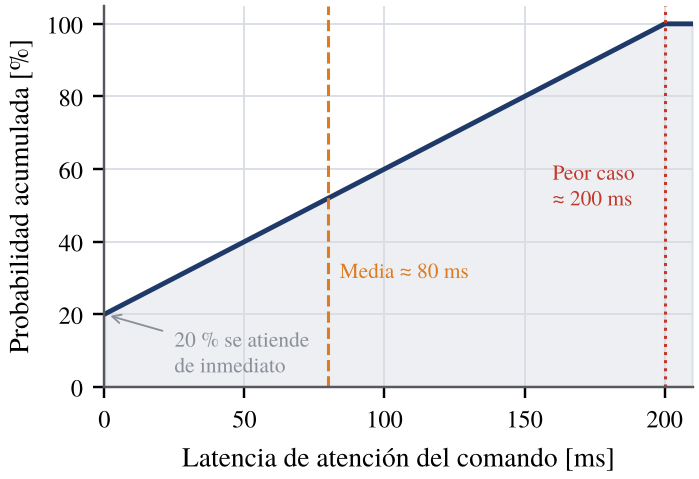 Probabilidad acumulada [%]
100
80
60
40
20
0
Peor caso
≈ 200 ms
Media ≈ 80 ms
20 % se atiende
de inmediato
0 50 100 150 200
Latencia de atención del comando [ms]